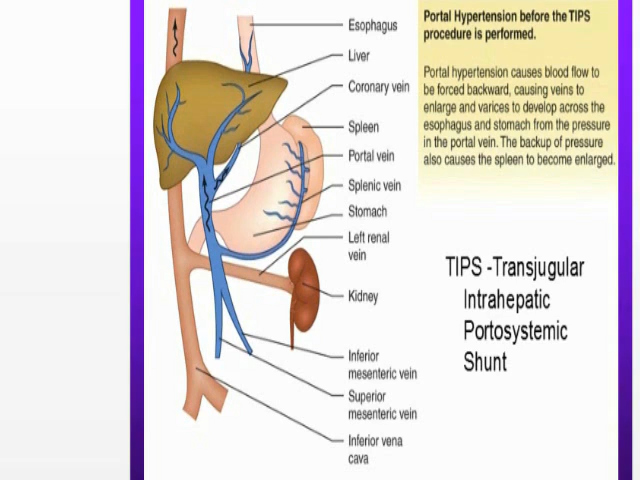 Esophagus
Liver
Coronary vein
Spleen
Portal vein
Splenic vein
Stomach
Left renal
vein
Kidney
Inferior
mesenteric vein
Superior
mesenteric vein
Inferior vena
cava
Portal Hypertension before the TIPS
procedure is performed.
Portal hypertension causes blood flow to
be forced backward, causing veins to
enlarge and varices to develop across the
esophagus and stomach from the pressure
in the portal vein. The backup of pressure
also causes the spleen to become enlarged.
TIPS -Transjugular
Intrahepatic
Portosystemic
Shunt